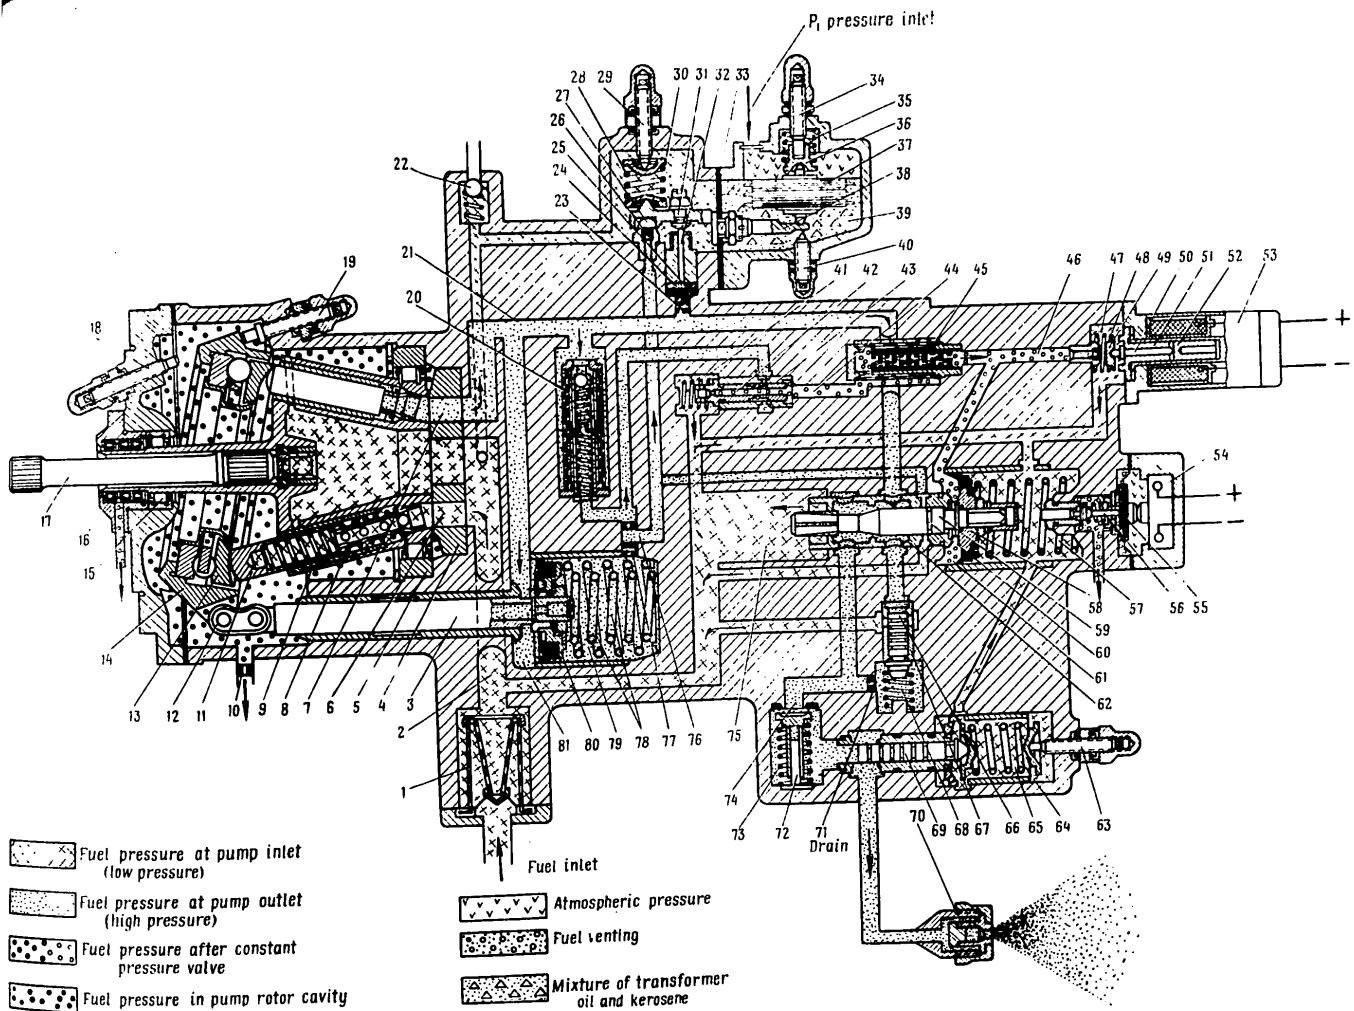 P1 pressure inlet
28 29 30 31 32 33 34
27 35
26 36
25 37
24 38
23 39
22 40
21 41 42 43 44 45 46 47 48 49 50 51 52 53
20
19
18
+
-
54
+
-
17
16
15
14
13 12 11 10 9 8 7 6 5 4 3
2
1
81 80 79 78 77 76 75
74
73 72 71 70 69 68 67 66 65 64 63
62
61
60
59
58 57 56 55
Drain
Fuel inlet
Fuel pressure at pump inlet
(low pressure)
Fuel pressure at pump outlet
(high pressure)
Fuel pressure after constant
pressure valve
Fuel pressure in pump rotor cavity
Atmospheric pressure
Fuel venting
Mixture of transformer
oil and kerosene